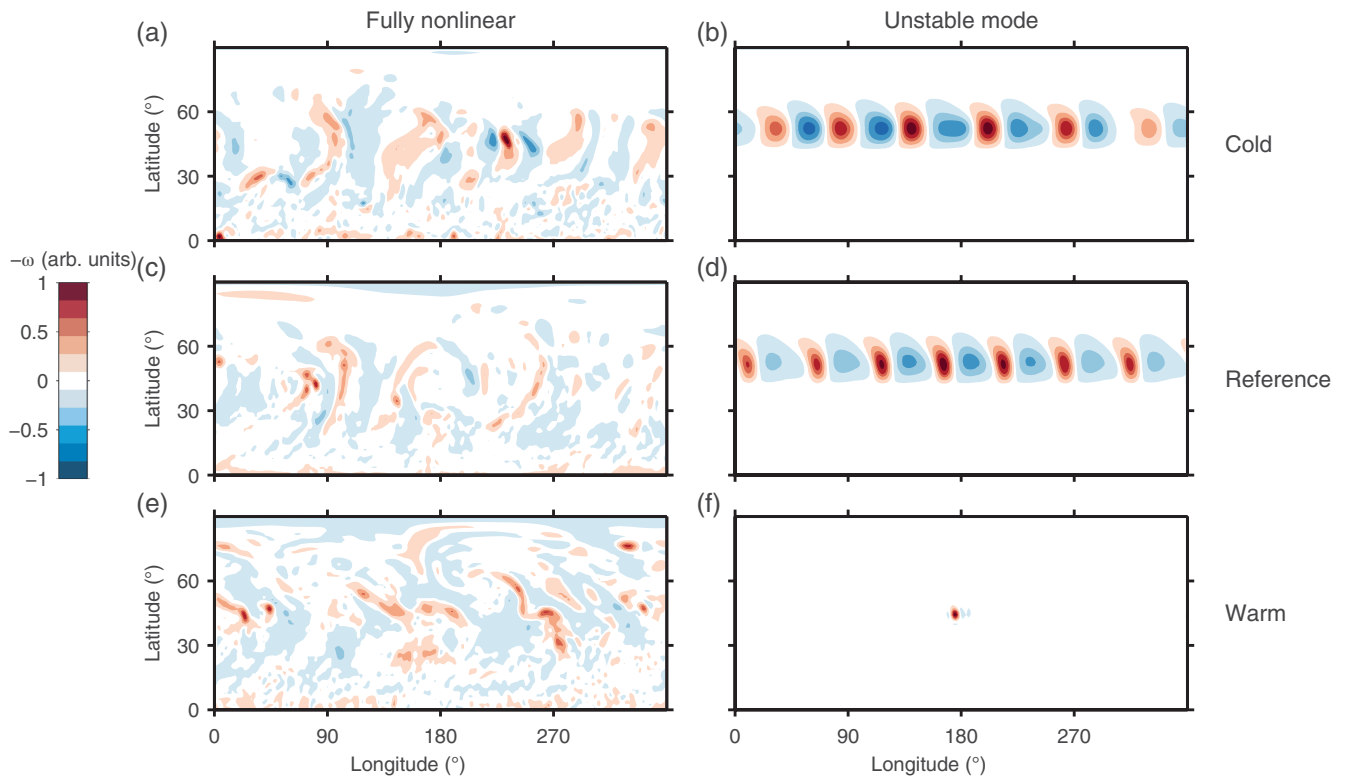 Fully nonlinear
Unstable mode
(a)
(b)
60
30
0
Latitude (°)
Cold
−ω (arb. units)
1
0.5
0
−0.5
−1
(c)
(d)
60
30
0
Latitude (°)
Reference
(e)
(f)
60
30
0
Latitude (°)
Warm
0 90 180 270
0 90 180 270
Longitude (°)
Longitude (°)